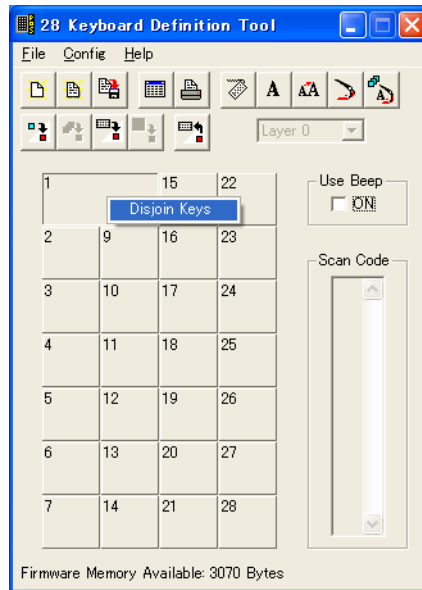 28 Keyboard Definition Tool
File Config Help
A AA
Layer 0
1 15 22
Use Beep
ON
Disjoin Keys
2 9 16 23
Scan Code
3 10 17 24
4 11 18 25
5 12 19 26
6 13 20 27
7 14 21 28
Firmware Memory Available: 3070 Bytes